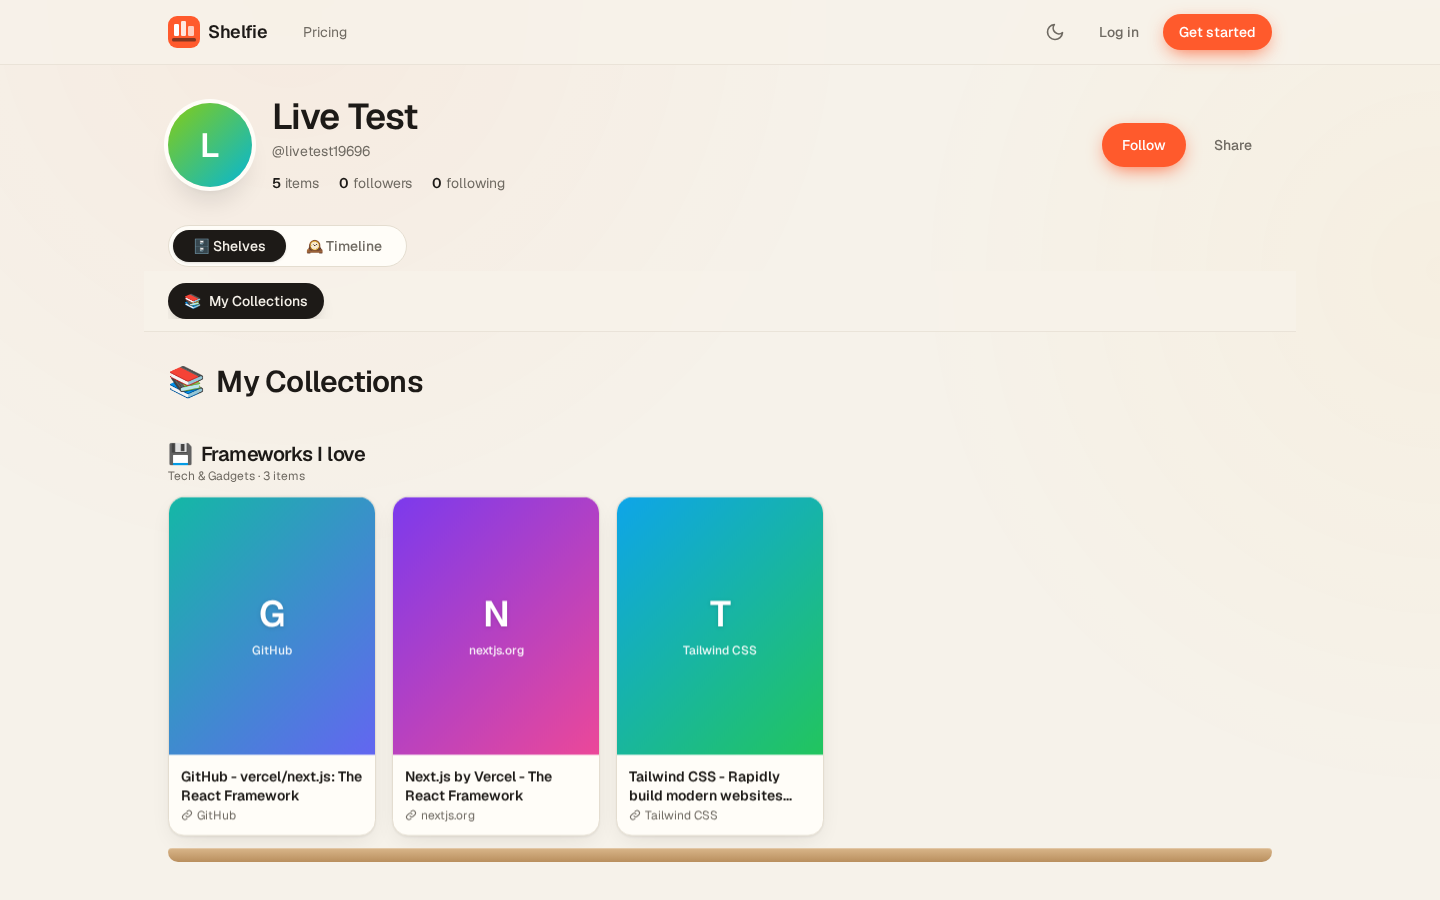 Shelfie
Pricing
Log in
Get started
L
Live Test
@livetest19696
5 items 0 followers 0 following
Follow
Share
Shelves
Timeline
My Collections
My Collections
Frameworks I love
Tech & Gadgets · 3 items
G
GitHub
N
nextjs.org
T
Tailwind CSS
GitHub - vercel/next.js: The
React Framework
GitHub
Next.js by Vercel - The
React Framework
nextjs.org
Tailwind CSS - Rapidly
build modern websites...
Tailwind CSS